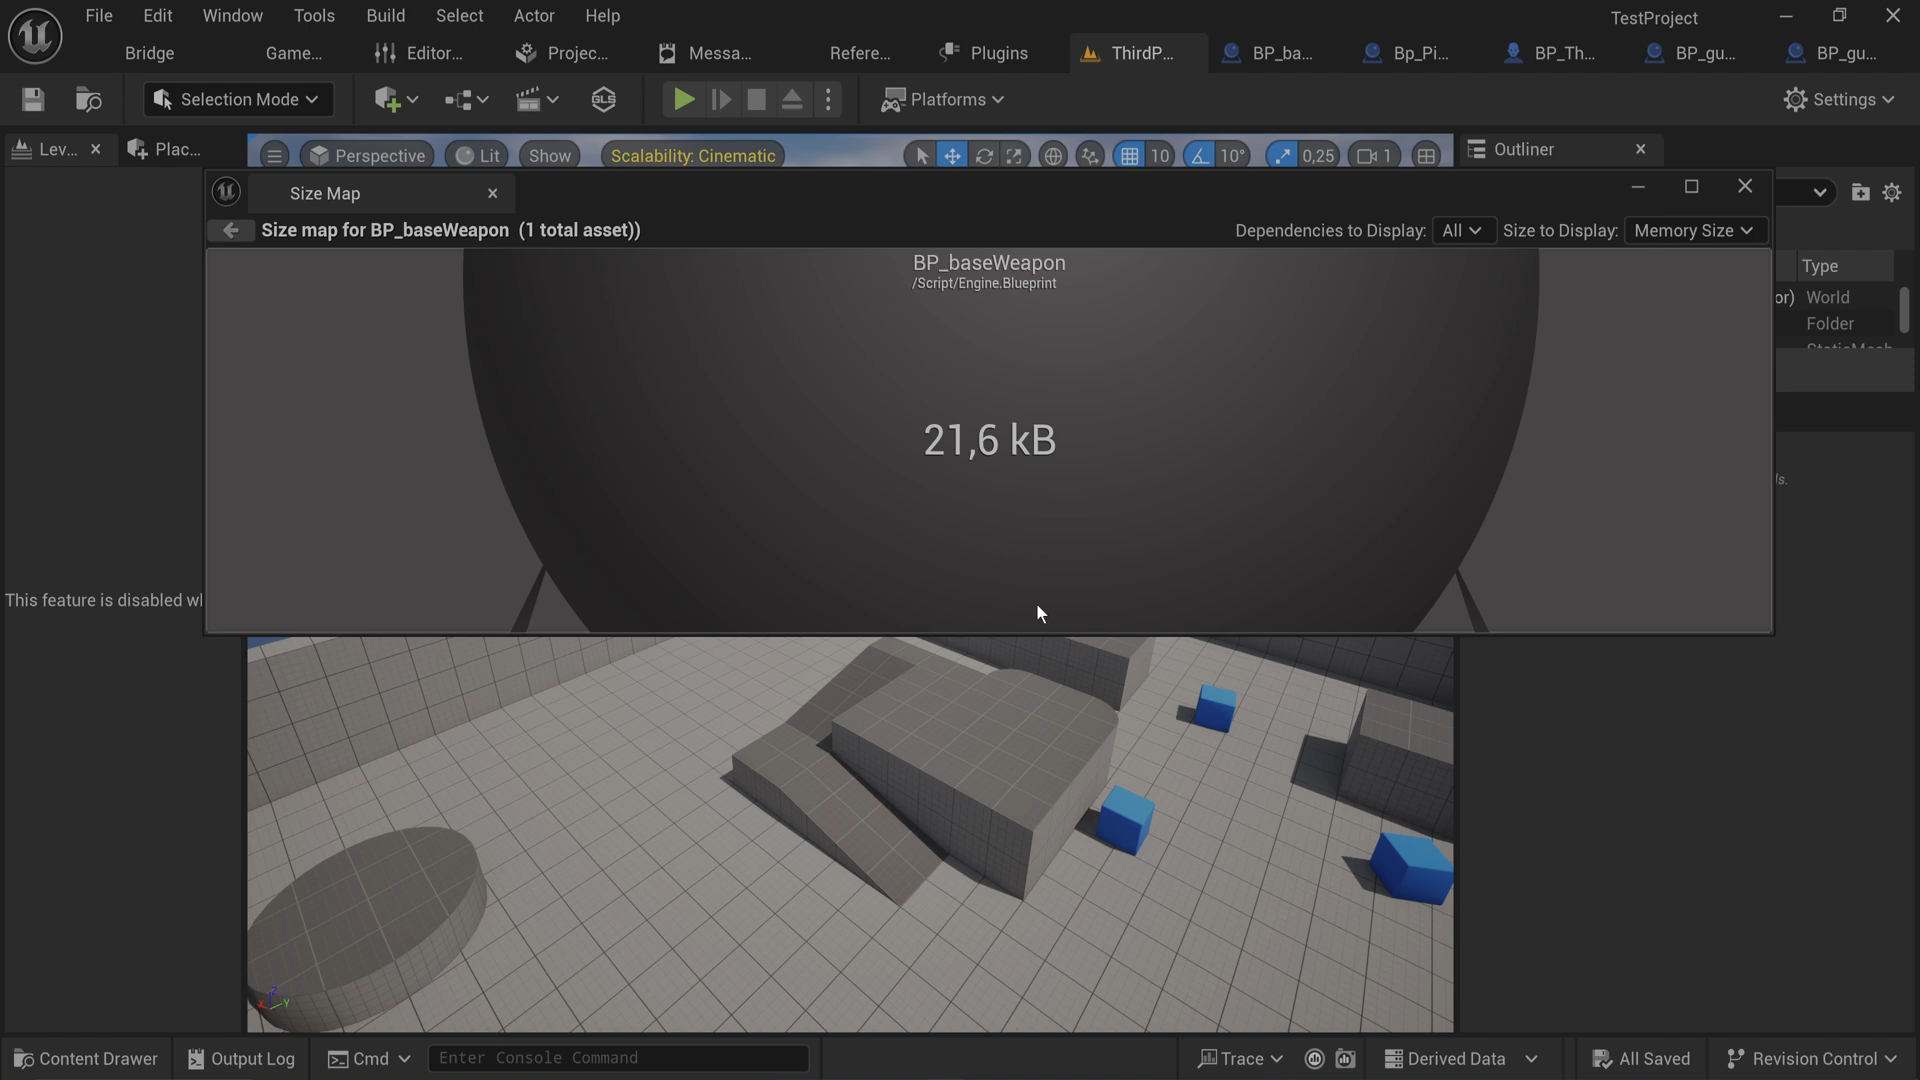 File Edit Window Tools Build Select Actor Help TestProject
Bridge Game... Editor... Projec... Messa... Refere... Plugins ThirdP... BP_ba... Bp_Pi... BP_Th... BP_gu... BP_gu...
Selection Mode GLS Platforms Settings
Lev... Plac... Perspective Lit Show Scalability: Cinematic 10 10° 0,25 1 Outliner
Size Map
Size map for BP_baseWeapon (1 total asset)) Dependencies to Display: All Size to Display: Memory Size
BP_baseWeapon
/Script/Engine.Blueprint
21,6 kB
Type
or) World
Folder
ls.
This feature is disabled wl
X Z Y
Content Drawer Output Log Cmd Enter Console Command Trace Derived Data All Saved Revision Control